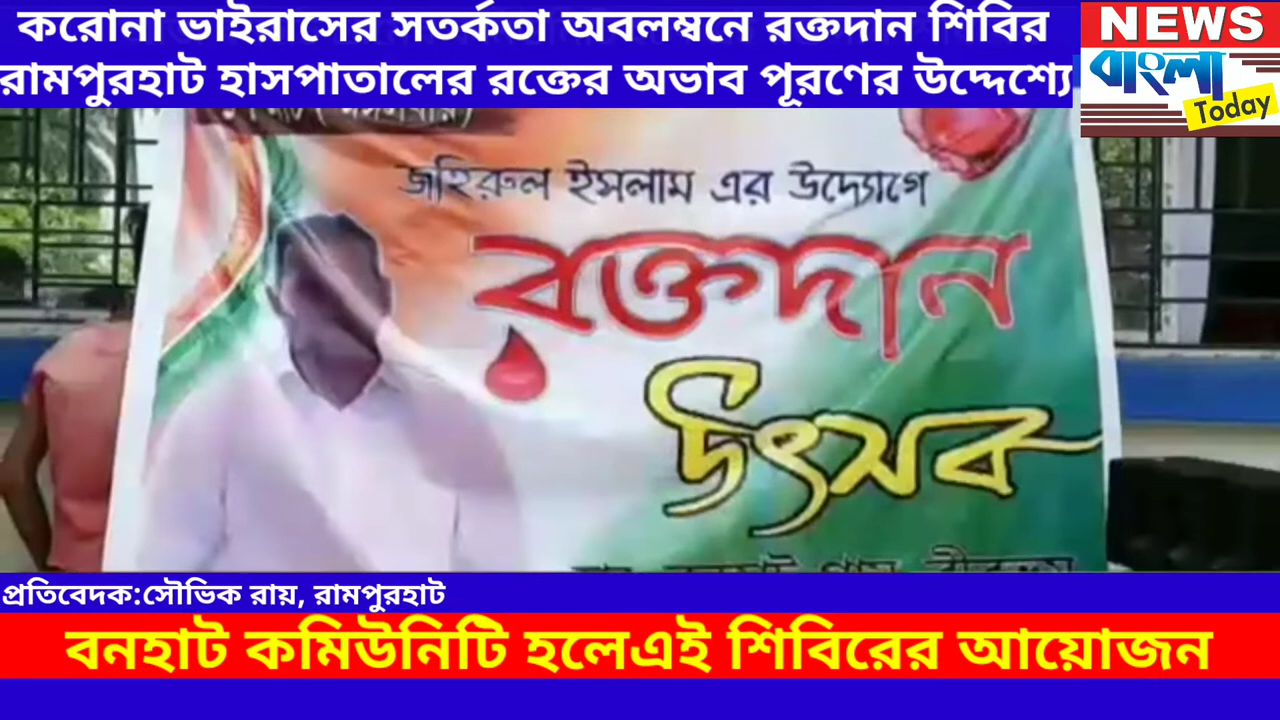 করোনা ভাইরাসের সতর্কতা অবলম্বনে রক্তদান শিবির
রামপুরহাট হাসপাতালের রক্তের অভাব পূরণের উদ্দেশ্যে
NEWS
বাংলা
Today
জহিরুল ইসলাম এর উদ্যোগে
রক্তদান
উৎসব
প্রতিবেদক:সৌভিক রায়, রামপুরহাট
বনহাট কমিউনিটি হলেএই শিবিরের আয়োজন